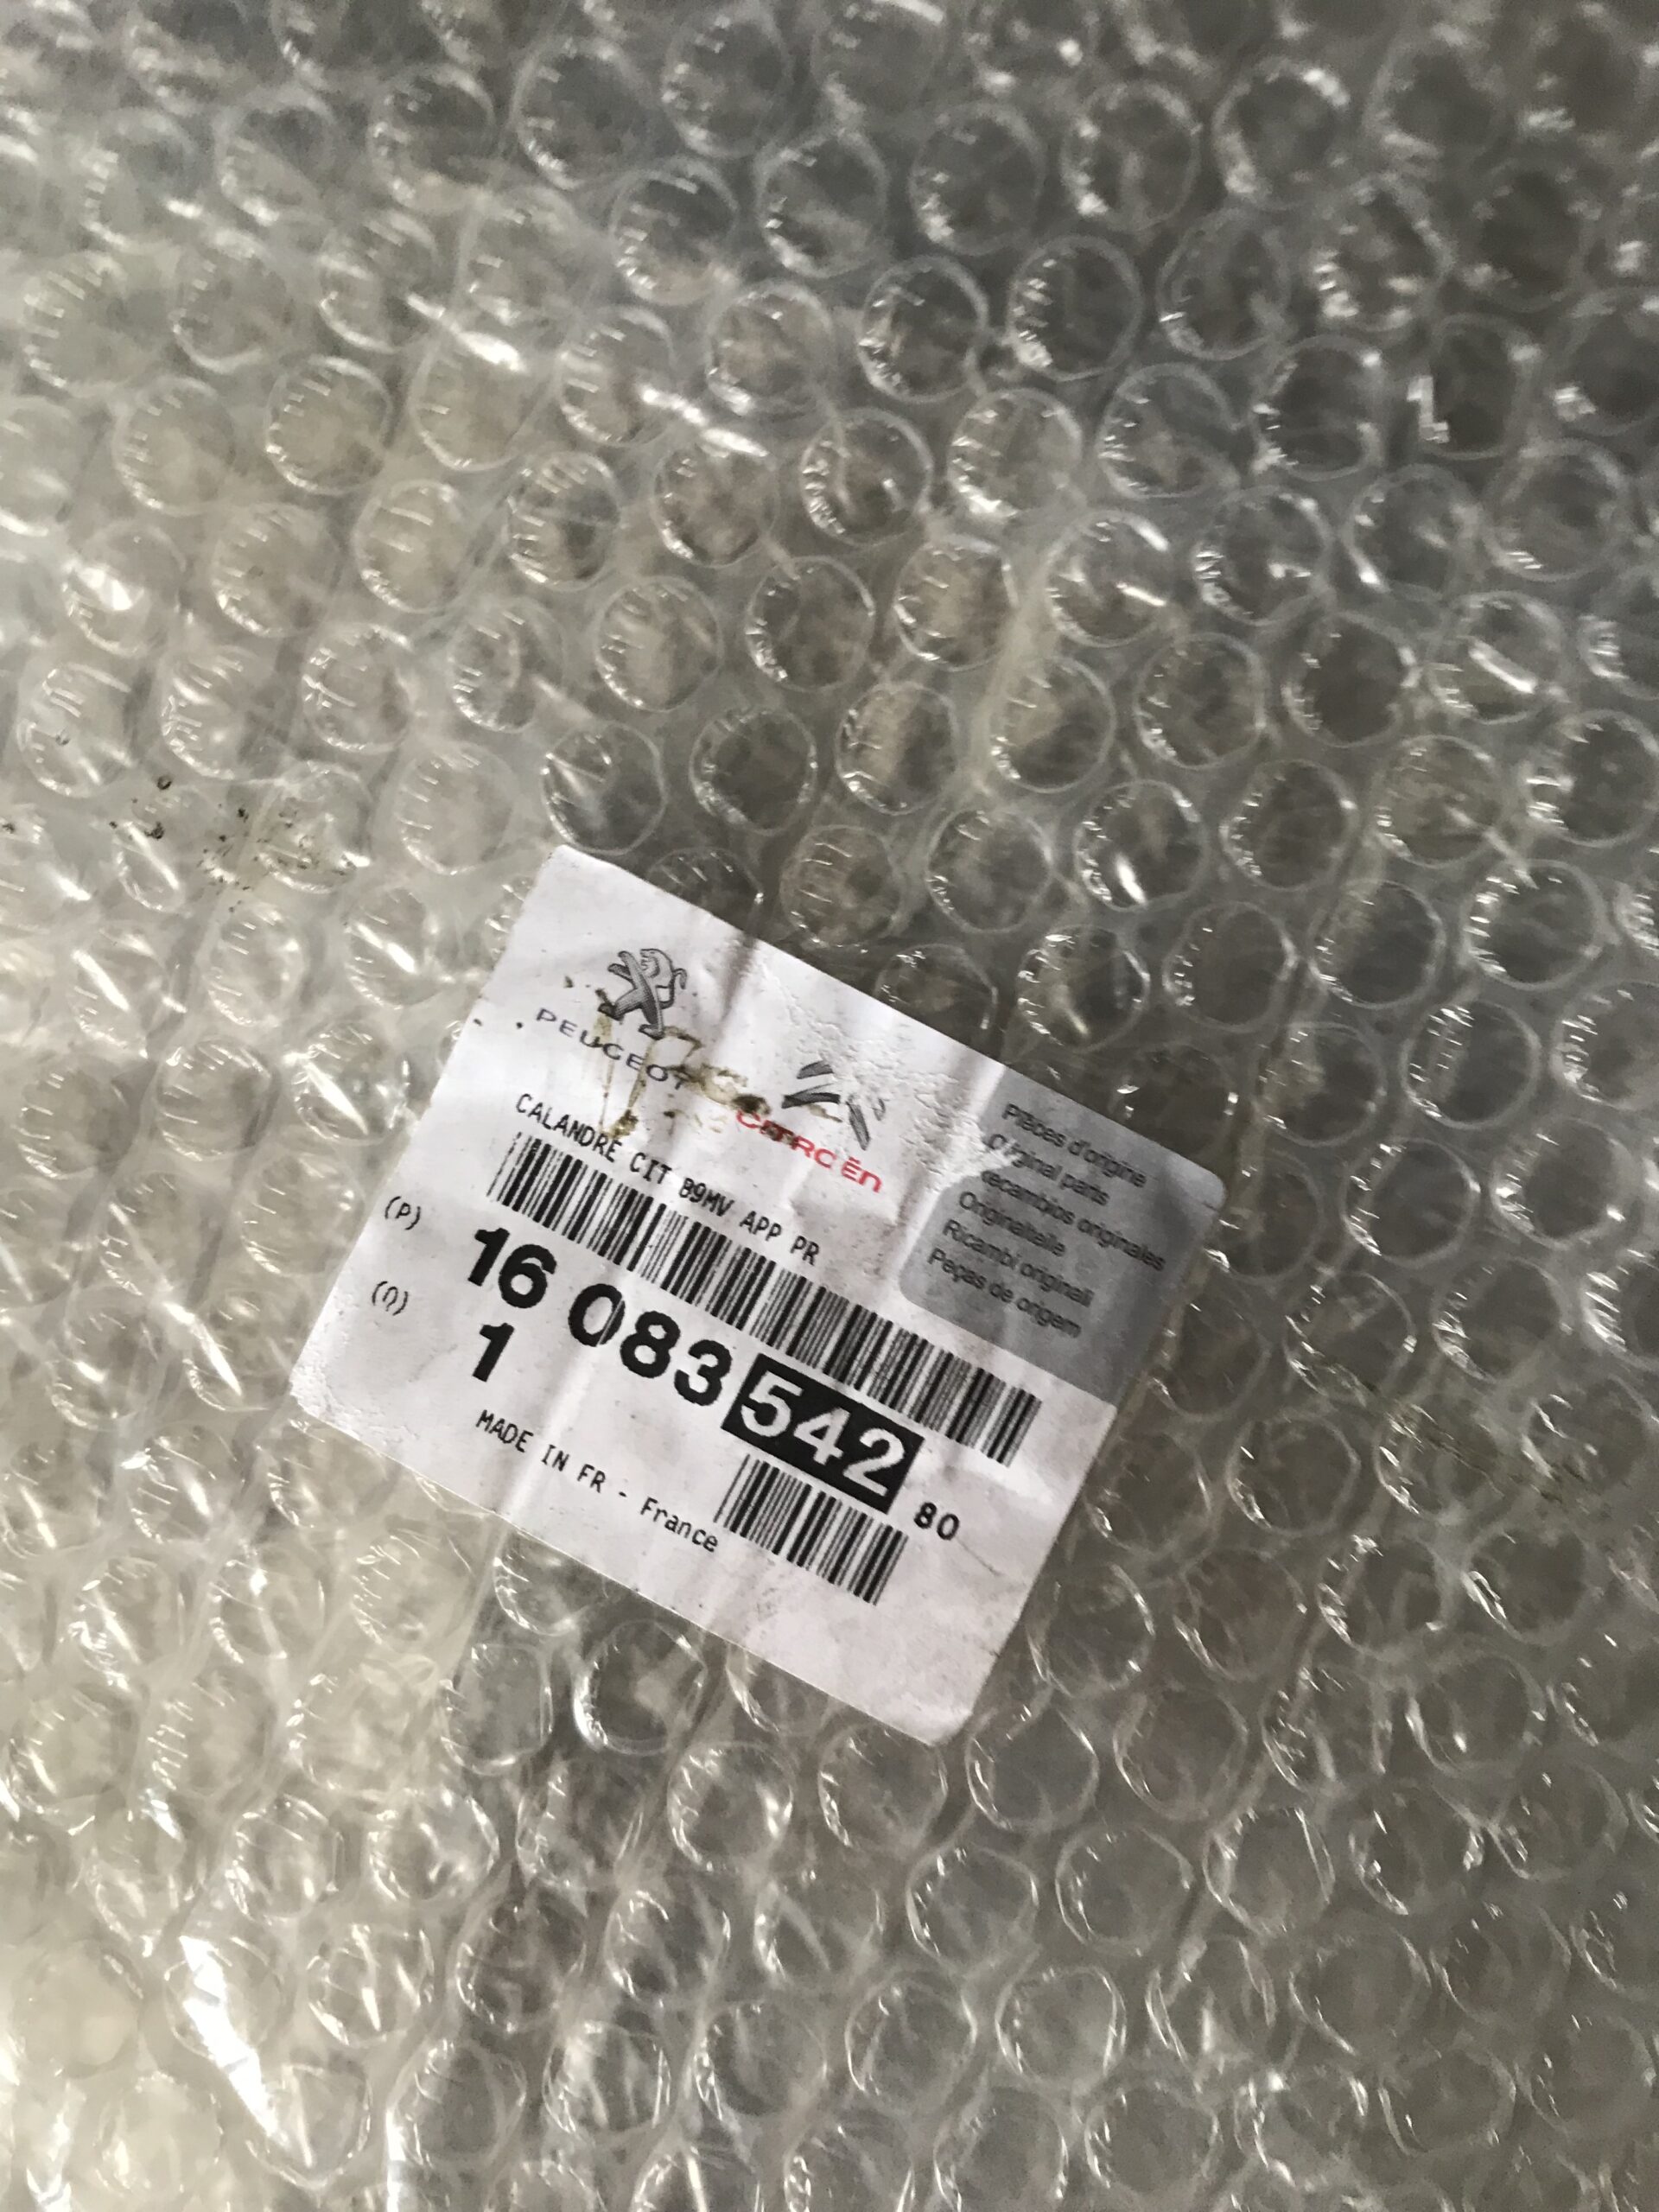 PEUGEOT
CITROËN
Pièces d'origine
Original parts
Recambios originales
Originalteile
Ricambi originali
Peças de origem
CALANDRE CIT B9MV APP PR
(P) 16 083 542 80
(Q) 1
MADE IN FR - France